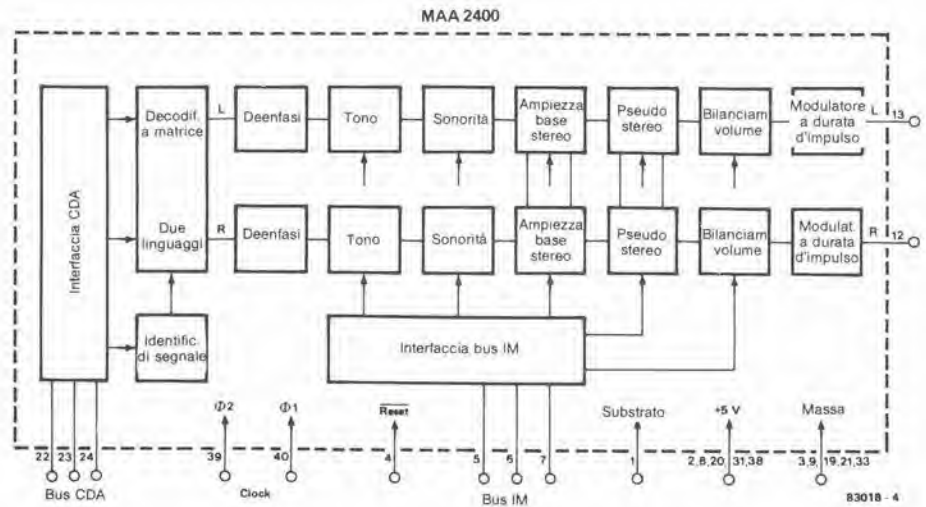 MAA 2400
Interfaccia CDA
Decodif.
a matrice
Due
linguaggi
Identific.
di segnale
L
Deenfasi
Tono
Sonorità
Ampiezza
base
stereo
Pseudo
stereo
Bilanciam.
volume
Modulatore
a durata
d'impulso
L
13
R
Deenfasi
Tono
Sonorità
Ampiezza
base
stereo
Pseudo
stereo
Bilanciam.
volume
Modulat.
a durata
d'impulso
R
12
Interfaccia bus IM
Φ2
Φ1
Reset
Substrato
+5 V
Massa
22
23
24
39
40
4
5
6
7
1
2,8,20,
31,38
3,9,
19,21,33
Bus CDA
Clock
Bus IM
83018 - 4